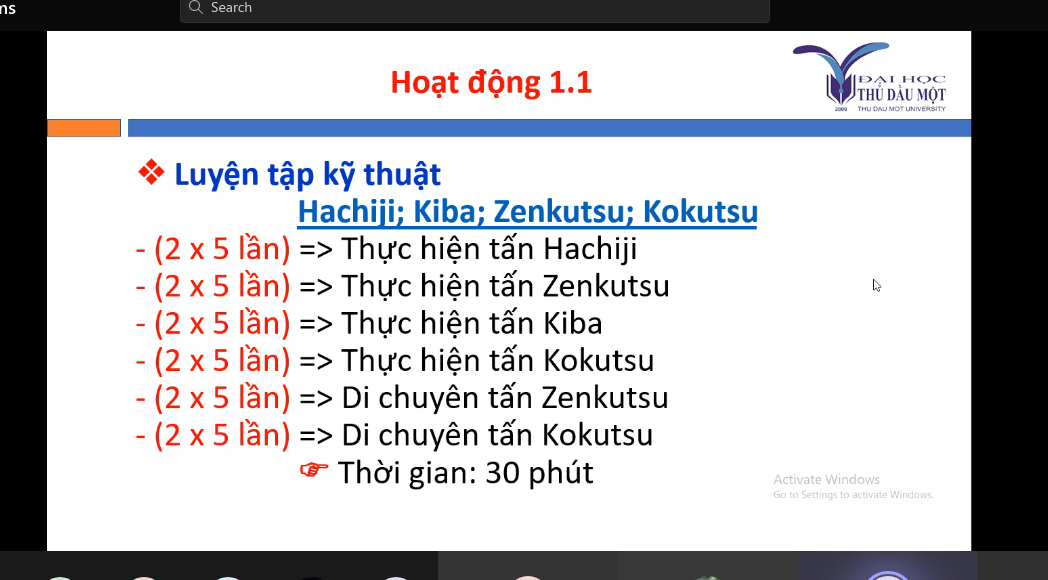 Search
Hoạt động 1.1
ĐẠI HỌC
THỦ DẦU MỘT
2009 THU DAU MOT UNIVERSITY
❖ Luyện tập kỹ thuật
Hachiji; Kiba; Zenkutsu; Kokutsu
- (2 x 5 lần) => Thực hiện tấn Hachiji
- (2 x 5 lần) => Thực hiện tấn Zenkutsu
- (2 x 5 lần) => Thực hiện tấn Kiba
- (2 x 5 lần) => Thực hiện tấn Kokutsu
- (2 x 5 lần) => Di chuyên tấn Zenkutsu
- (2 x 5 lần) => Di chuyên tấn Kokutsu
☞ Thời gian: 30 phút
Activate Windows
Go to Settings to activate Windows.